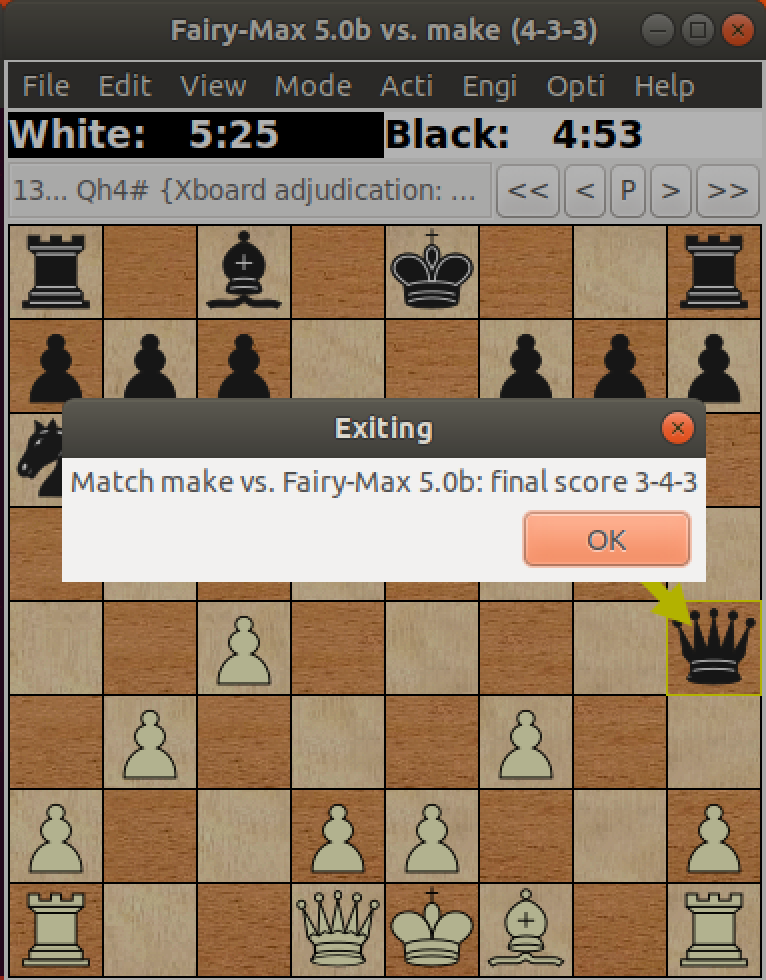 Fairy-Max 5.0b vs. make (4-3-3)
File Edit View Mode Acti Engi Opti Help
White: 5:25 Black: 4:53
13... Qh4# {Xboard adjudication: ... << < P > >>
Exiting
Match make vs. Fairy-Max 5.0b: final score 3-4-3
OK